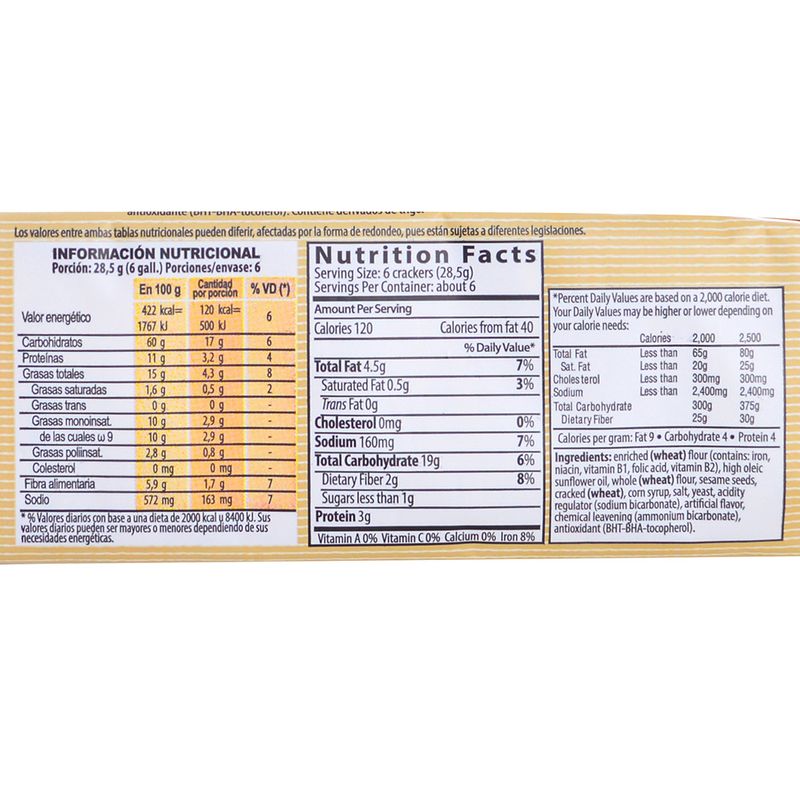 antioxidante (BHT-BHA-tocoferol). Contiene derivados de trigo.
Los valores entre ambas tablas nutricionales pueden diferir, afectadas por la forma de redondeo, pues están sujetas a diferentes legislaciones.
INFORMACIÓN NUTRICIONAL
Porción: 28,5 g (6 gall.) Porciones/envase: 6
En 100 g Cantidad por porción % VD (*)
Valor energético 422 kcal= 1767 kJ 120 kcal= 500 kJ 6
Carbohidratos 60 g 17 g 6
Proteínas 11 g 3,2 g 4
Grasas totales 15 g 4,3 g 8
Grasas saturadas 1,6 g 0,5 g 2
Grasas trans 0 g 0 g -
Grasas monoinsat. 10 g 2,9 g -
de las cuales ω 9 10 g 2,9 g -
Grasas poliinsat. 2,8 g 0,8 g -
Colesterol 0 mg 0 mg -
Fibra alimentaria 5,9 g 1,7 g 7
Sodio 572 mg 163 mg 7
* % Valores diarios con base a una dieta de 2000 kcal y 8400 kJ. Sus
valores diarios pueden ser mayores o menores dependiendo de sus
necesidades energéticas.
Nutrition Facts
Serving Size: 6 crackers (28,5g)
Servings Per Container: about 6
Amount Per Serving
Calories 120 Calories from fat 40
% Daily Value*
Total Fat 4.5g 7%
Saturated Fat 0.5g 3%
Trans Fat 0g
Cholesterol 0mg 0%
Sodium 160mg 7%
Total Carbohydrate 19g 6%
Dietary Fiber 2g 8%
Sugars less than 1g
Protein 3g
Vitamin A 0% Vitamin C 0% Calcium 0% Iron 8%
*Percent Daily Values are based on a 2,000 calorie diet.
Your Daily Values may be higher or lower depending on
your calorie needs:
Calories 2,000 2,500
Total Fat Less than 65g 80g
Sat. Fat Less than 20g 25g
Cholesterol Less than 300mg 300mg
Sodium Less than 2,400mg 2,400mg
Total Carbohydrate 300g 375g
Dietary Fiber 25g 30g
Calories per gram: Fat 9 • Carbohydrate 4 • Protein 4
Ingredients: enriched (wheat) flour (contains: iron,
niacin, vitamin B1, folic acid, vitamin B2), high oleic
sunflower oil, whole (wheat) flour, sesame seeds,
cracked (wheat), corn syrup, salt, yeast, acidity
regulator (sodium bicarbonate), artificial flavor,
chemical leavening (ammonium bicarbonate),
antioxidant (BHT-BHA-tocopherol).